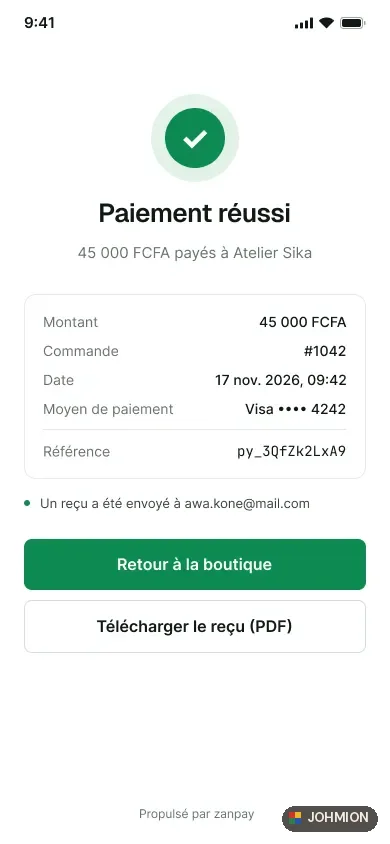 9:41
Paiement réussi
45 000 FCFA payés à Atelier Sika
Montant 45 000 FCFA
Commande #1042
Date 17 nov. 2026, 09:42
Moyen de paiement Visa •••• 4242
Référence py_3QfZk2LxA9
Un reçu a été envoyé à awa.kone@mail.com
Retour à la boutique
Télécharger le reçu (PDF)
Propulsé par zanpay
JOHMION